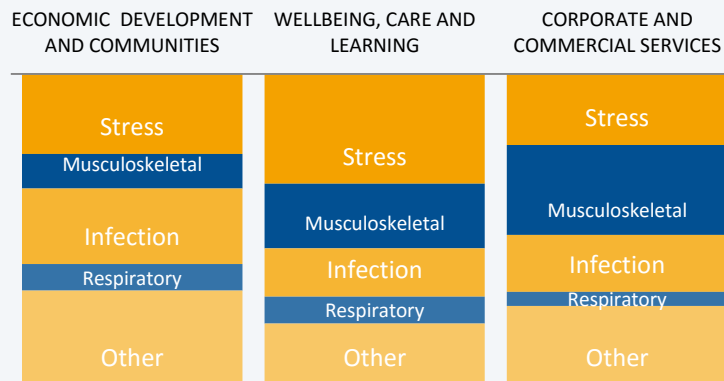 ECONOMIC DEVELOPMENT
AND COMMUNITIES
WELLBEING, CARE AND
LEARNING
CORPORATE AND
COMMERCIAL SERVICES
Stress
Musculoskeletal
Infection
Respiratory
Other
Stress
Musculoskeletal
Infection
Respiratory
Other
Stress
Musculoskeletal
Infection
Respiratory
Other